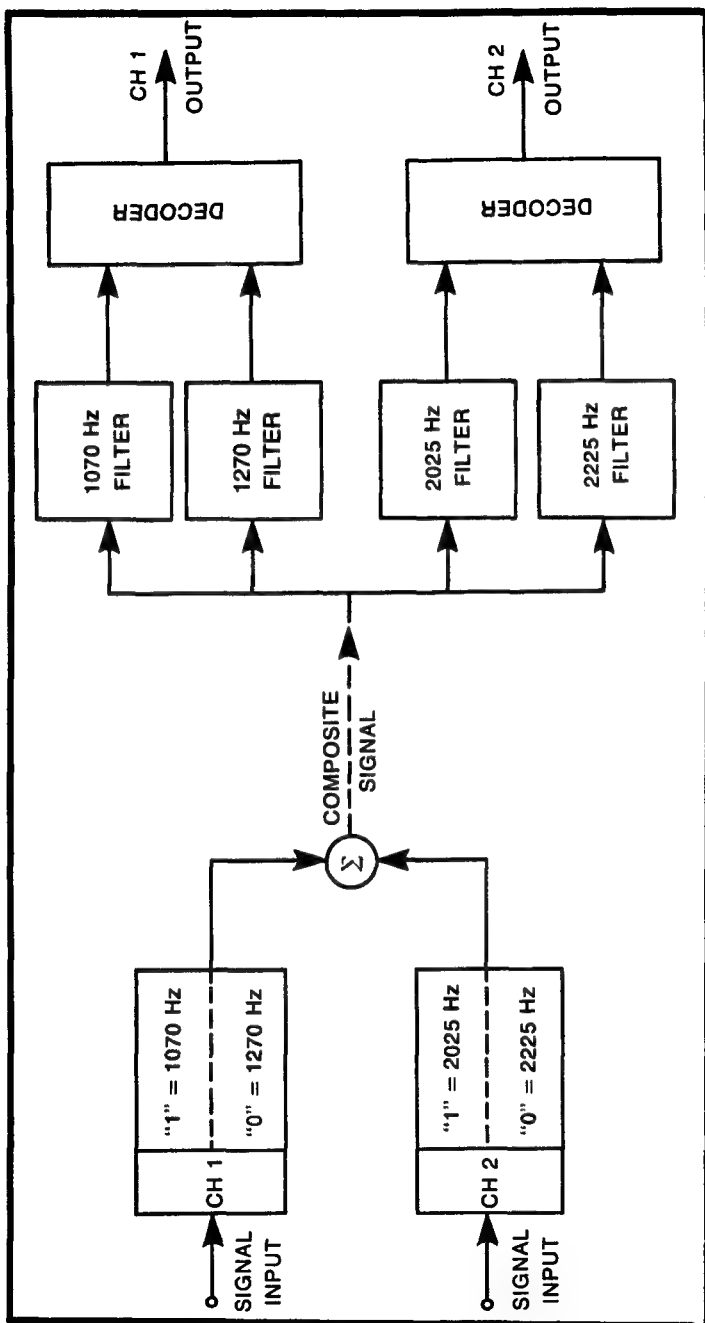 SIGNAL
INPUT
CH 1
"1" = 1070 Hz
"0" = 1270 Hz
SIGNAL
INPUT
CH 2
"1" = 2025 Hz
"0" = 2225 Hz
Σ
COMPOSITE
SIGNAL
1070 Hz
FILTER
1270 Hz
FILTER
2025 Hz
FILTER
2225 Hz
FILTER
DECODER
CH 1
OUTPUT
DECODER
CH 2
OUTPUT